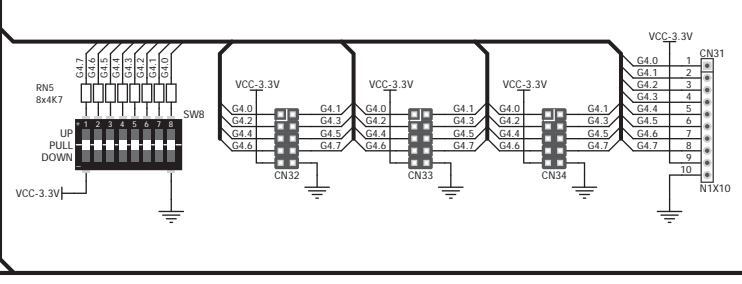 G4.7
G4.6
G4.5
G4.4
G4.3
G4.2
G4.1
G4.0
RN5
8x4K7
SW8
1 2 3 4 5 6 7 8
UP
PULL
DOWN
VCC-3.3V
VCC-3.3V
G4.0 G4.1
G4.2 G4.3
G4.4 G4.5
G4.6 G4.7
CN32
VCC-3.3V
G4.0 G4.1
G4.2 G4.3
G4.4 G4.5
G4.6 G4.7
CN33
VCC-3.3V
G4.0 G4.1
G4.2 G4.3
G4.4 G4.5
G4.6 G4.7
CN34
VCC-3.3V
CN31
G4.0 1
G4.1 2
G4.2 3
G4.3 4
G4.4 5
G4.5 6
G4.6 7
G4.7 8
9
10
N1X10